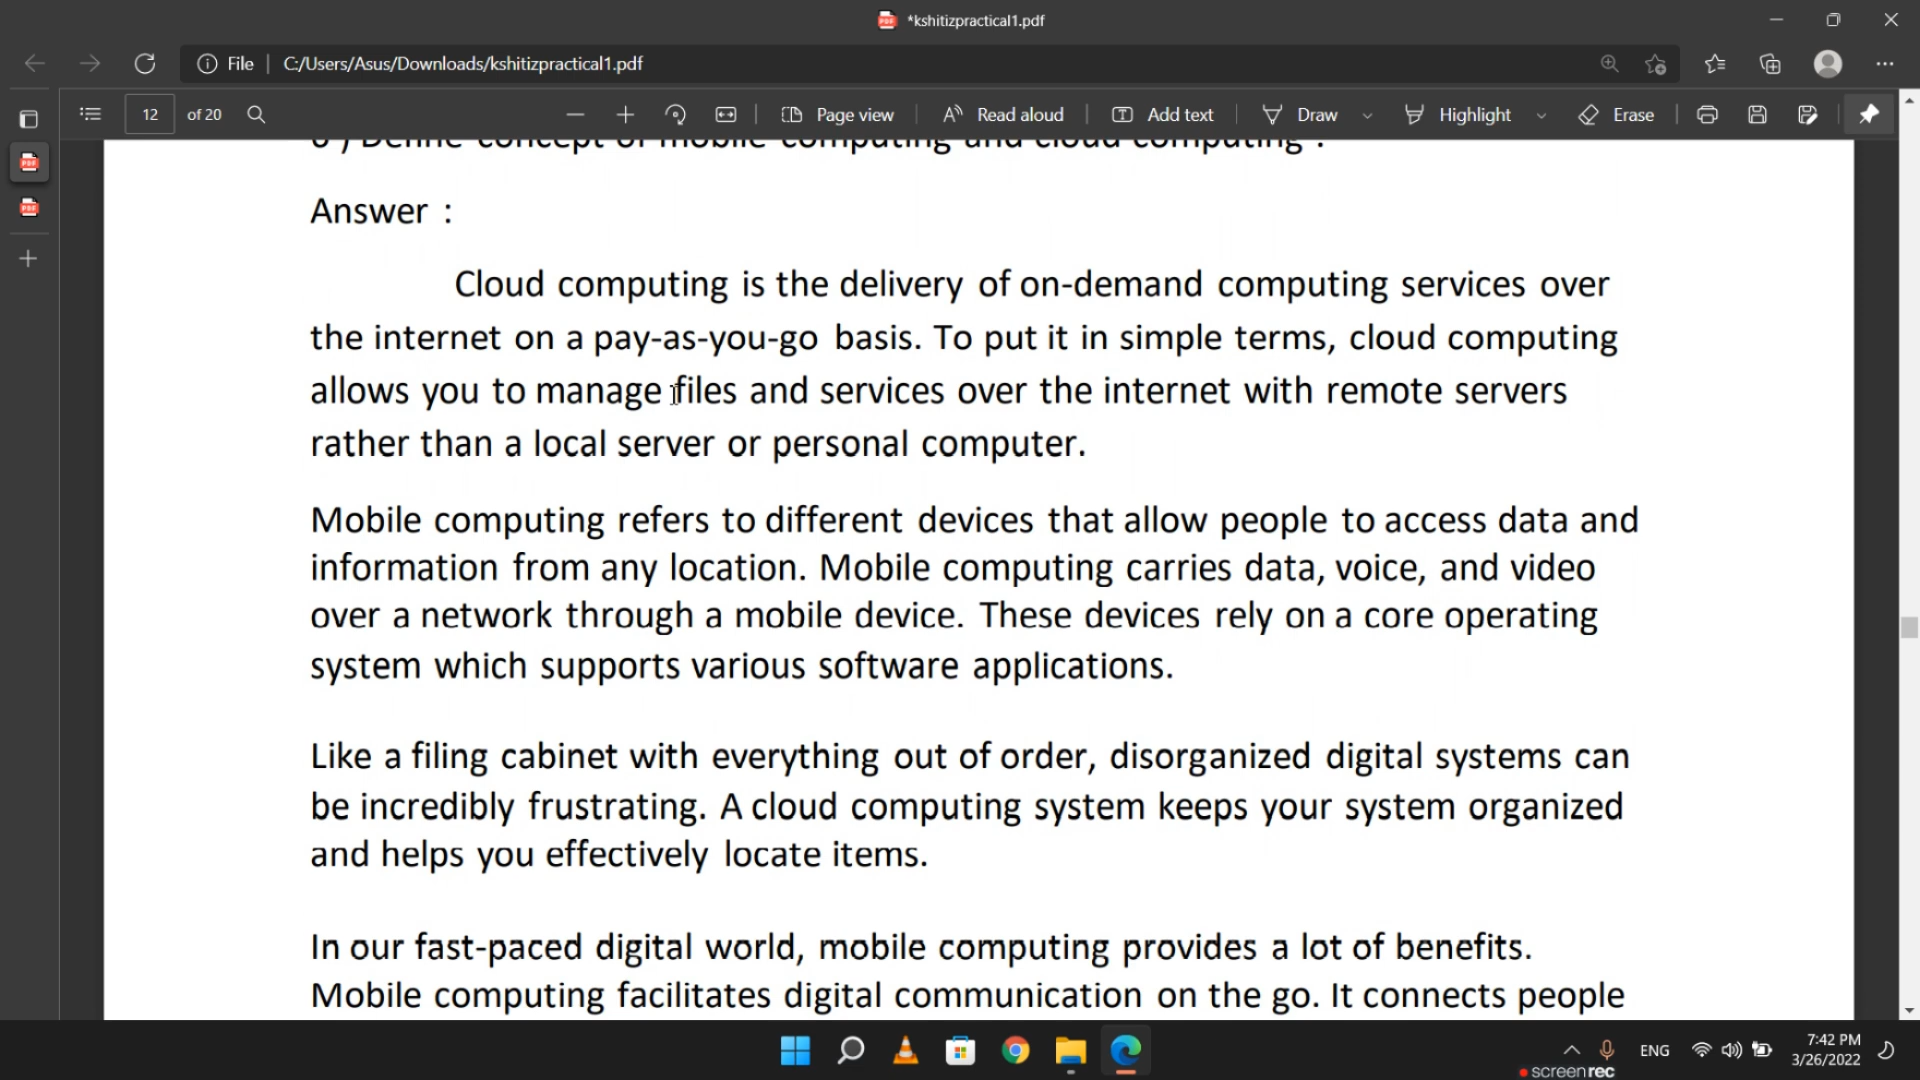 *kshitizpractical1.pdf
File
C:/Users/Asus/Downloads/kshitizpractical1.pdf
12 of 20
Page view
Read aloud
Add text
Draw
Highlight
Erase
) Define concept of mobile computing and cloud computing .
Answer :
Cloud computing is the delivery of on-demand computing services over
the internet on a pay-as-you-go basis. To put it in simple terms, cloud computing
allows you to manage files and services over the internet with remote servers
rather than a local server or personal computer.
Mobile computing refers to different devices that allow people to access data and
information from any location. Mobile computing carries data, voice, and video
over a network through a mobile device. These devices rely on a core operating
system which supports various software applications.
Like a filing cabinet with everything out of order, disorganized digital systems can
be incredibly frustrating. A cloud computing system keeps your system organized
and helps you effectively locate items.
In our fast-paced digital world, mobile computing provides a lot of benefits.
Mobile computing facilitates digital communication on the go. It connects people
ENG
7:42 PM
3/26/2022
screenrec